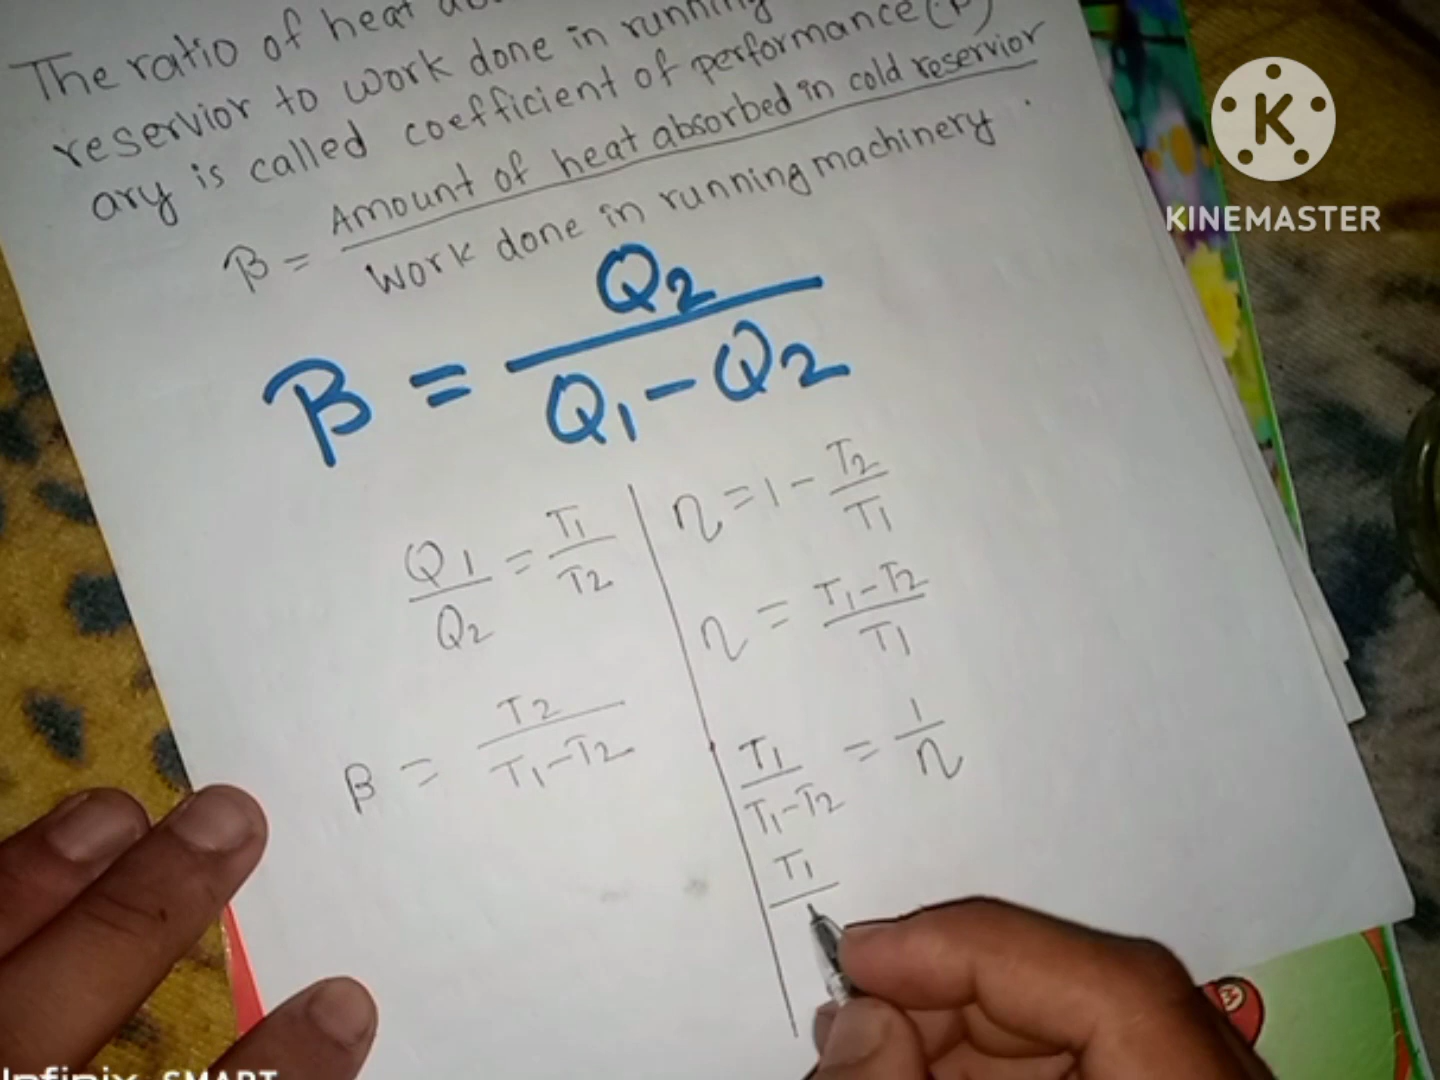 The ratio of heat
reservior to work done in running
ary is called coefficient of performance (β)
β = Amount of heat absorbed in cold reservior
work done in running machinery .
β = Q2
Q1 - Q2
Q1 = T1
Q2 T2
β = T2
T1 - T2
η = 1 - T2
T1
η = T1 - T2
T1
T1 = 1
T1 - T2 η
T1
K
KINEMASTER
Infinix SMART
M